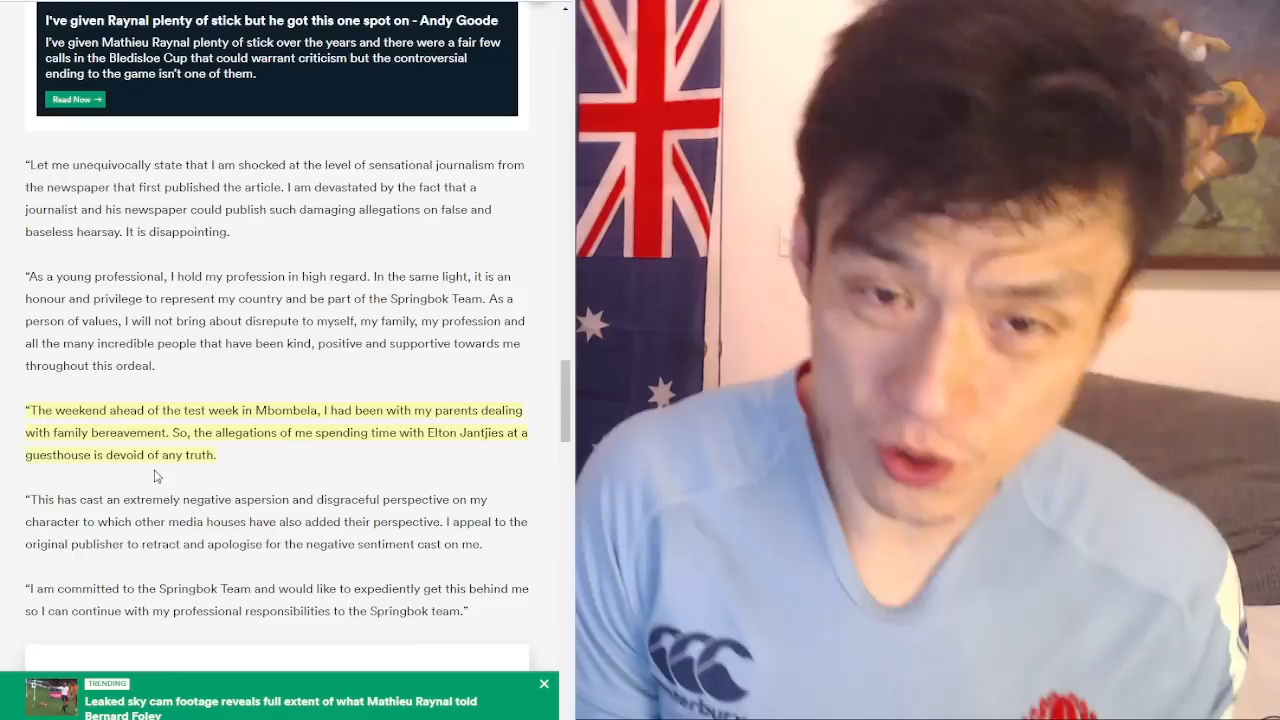 I've given Raynal plenty of stick but he got this one spot on - Andy Goode
I've given Mathieu Raynal plenty of stick over the years and there were a fair few
calls in the Bledisloe Cup that could warrant criticism but the controversial
ending to the game isn't one of them.
Read Now →
“Let me unequivocally state that I am shocked at the level of sensational journalism from
the newspaper that first published the article. I am devastated by the fact that a
journalist and his newspaper could publish such damaging allegations on false and
baseless hearsay. It is disappointing.
“As a young professional, I hold my profession in high regard. In the same light, it is an
honour and privilege to represent my country and be part of the Springbok Team. As a
person of values, I will not bring about disrepute to myself, my family, my profession and
all the many incredible people that have been kind, positive and supportive towards me
throughout this ordeal.
“The weekend ahead of the test week in Mbombela, I had been with my parents dealing
with family bereavement. So, the allegations of me spending time with Elton Jantjies at a
guesthouse is devoid of any truth.
“This has cast an extremely negative aspersion and disgraceful perspective on my
character to which other media houses have also added their perspective. I appeal to the
original publisher to retract and apologise for the negative sentiment cast on me.
“I am committed to the Springbok Team and would like to expediently get this behind me
so I can continue with my professional responsibilities to the Springbok team.”
TRENDING
Leaked sky cam footage reveals full extent of what Mathieu Raynal told
Bernard Foley